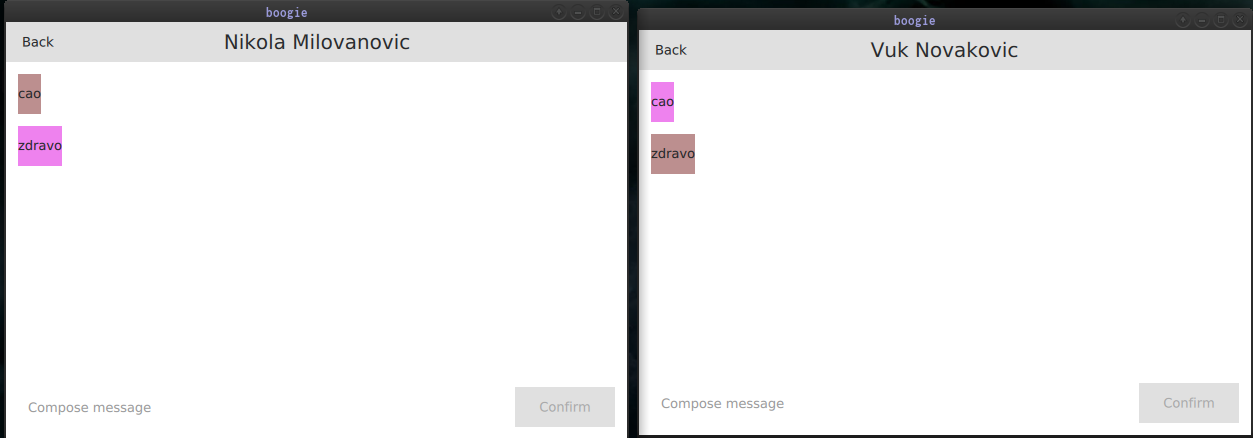 boogie
Back
Nikola Milovanovic
cao
zdravo
Compose message
Confirm
boogie
Back
Vuk Novakovic
cao
zdravo
Compose message
Confirm